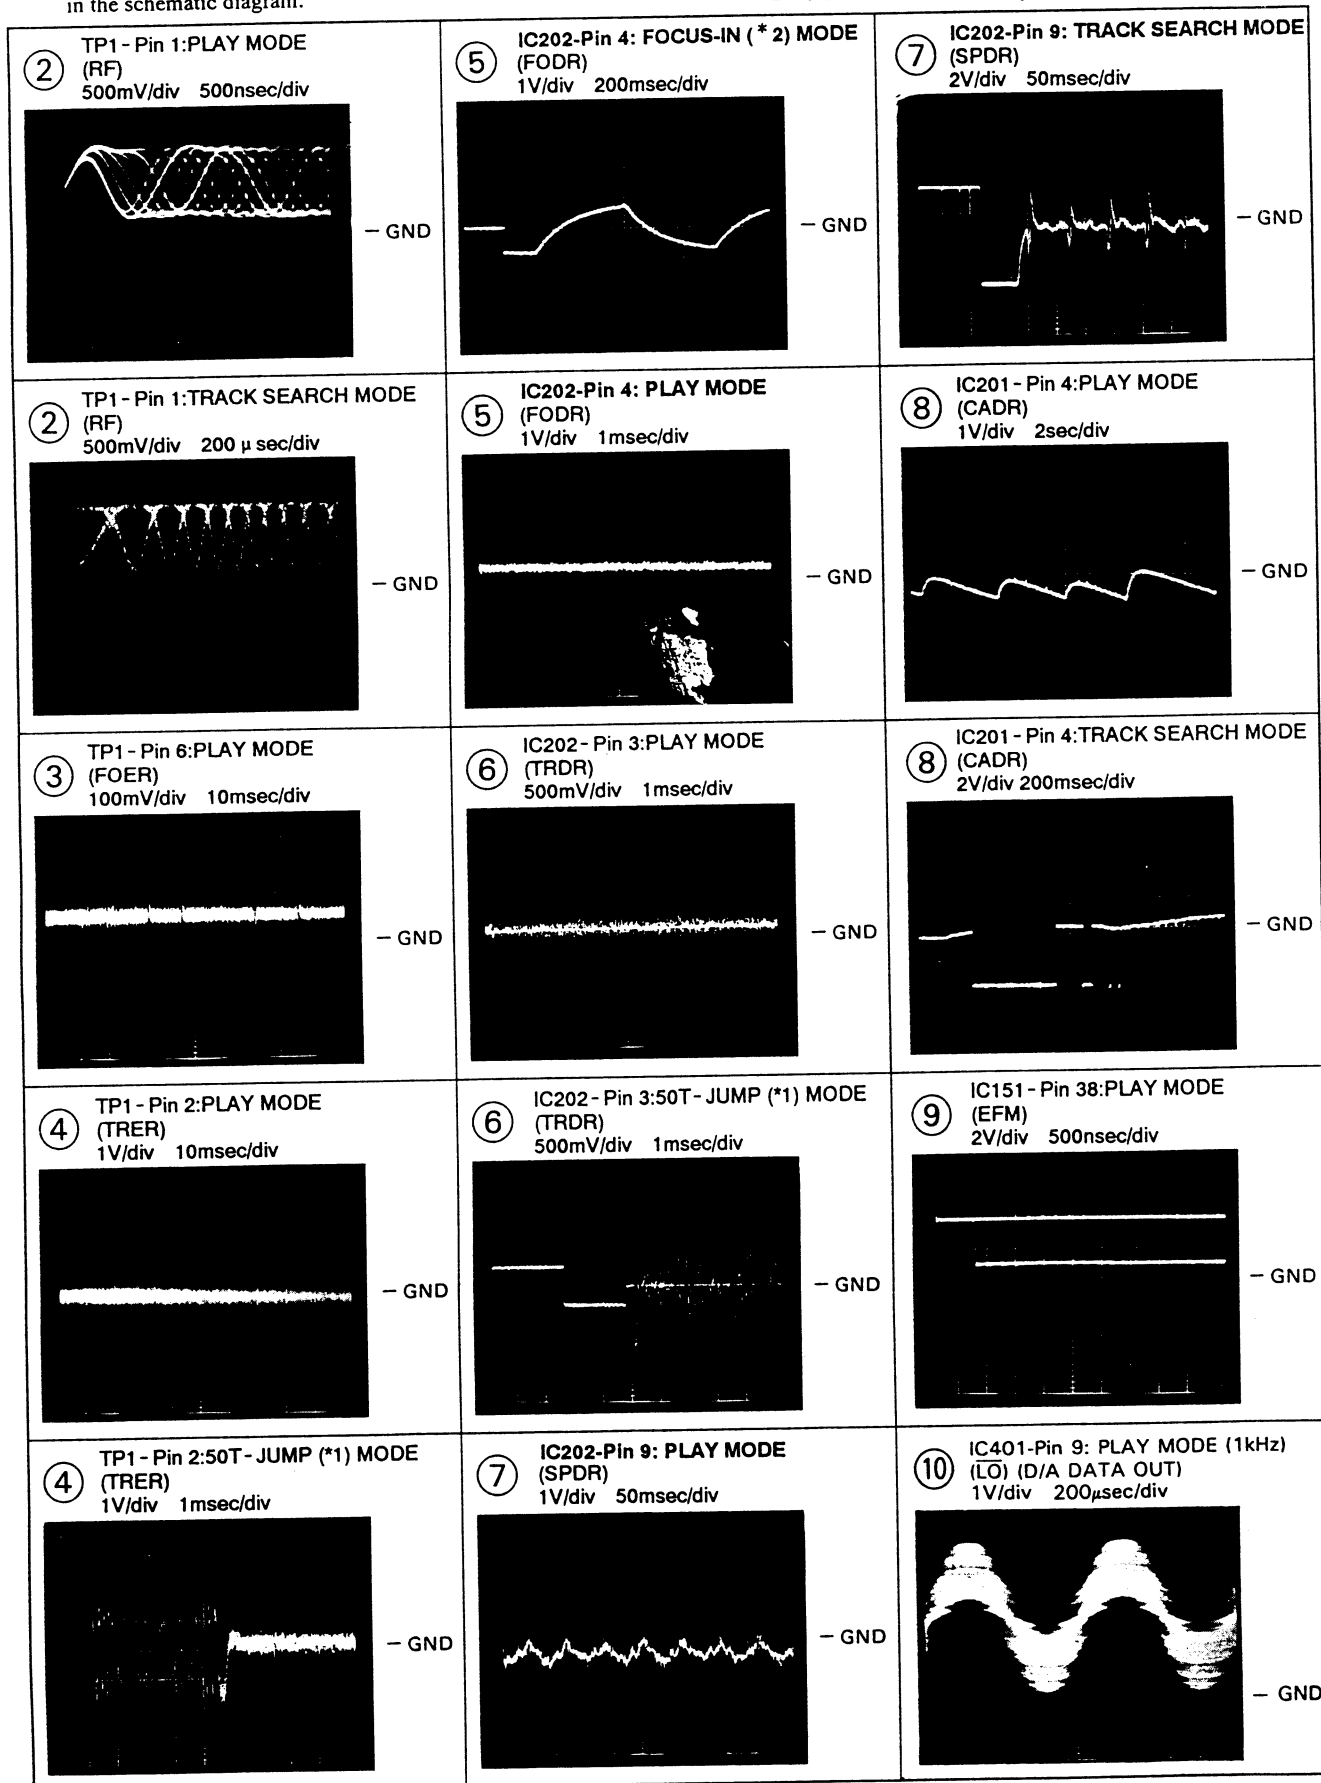 in the schematic diagram.
② TP1 - Pin 1:PLAY MODE
(RF)
500mV/div 500nsec/div
— GND
⑤ IC202-Pin 4: FOCUS-IN (*2) MODE
(FODR)
1V/div 200msec/div
— GND
⑦ IC202-Pin 9: TRACK SEARCH MODE
(SPDR)
2V/div 50msec/div
— GND
② TP1 - Pin 1:TRACK SEARCH MODE
(RF)
500mV/div 200 µ sec/div
— GND
⑤ IC202-Pin 4: PLAY MODE
(FODR)
1V/div 1msec/div
— GND
⑧ IC201 - Pin 4:PLAY MODE
(CADR)
1V/div 2sec/div
— GND
③ TP1 - Pin 6:PLAY MODE
(FOER)
100mV/div 10msec/div
— GND
⑥ IC202 - Pin 3:PLAY MODE
(TRDR)
500mV/div 1msec/div
— GND
⑧ IC201 - Pin 4:TRACK SEARCH MODE
(CADR)
2V/div 200msec/div
— GND
④ TP1 - Pin 2:PLAY MODE
(TRER)
1V/div 10msec/div
— GND
⑥ IC202 - Pin 3:50T - JUMP (*1) MODE
(TRDR)
500mV/div 1msec/div
— GND
⑨ IC151 - Pin 38:PLAY MODE
(EFM)
2V/div 500nsec/div
— GND
④ TP1 - Pin 2:50T - JUMP (*1) MODE
(TRER)
1V/div 1msec/div
— GND
⑦ IC202-Pin 9: PLAY MODE
(SPDR)
1V/div 50msec/div
— GND
⑩ IC401-Pin 9: PLAY MODE (1kHz)
(L̅O̅) (D/A DATA OUT)
1V/div 200µsec/div
— GND